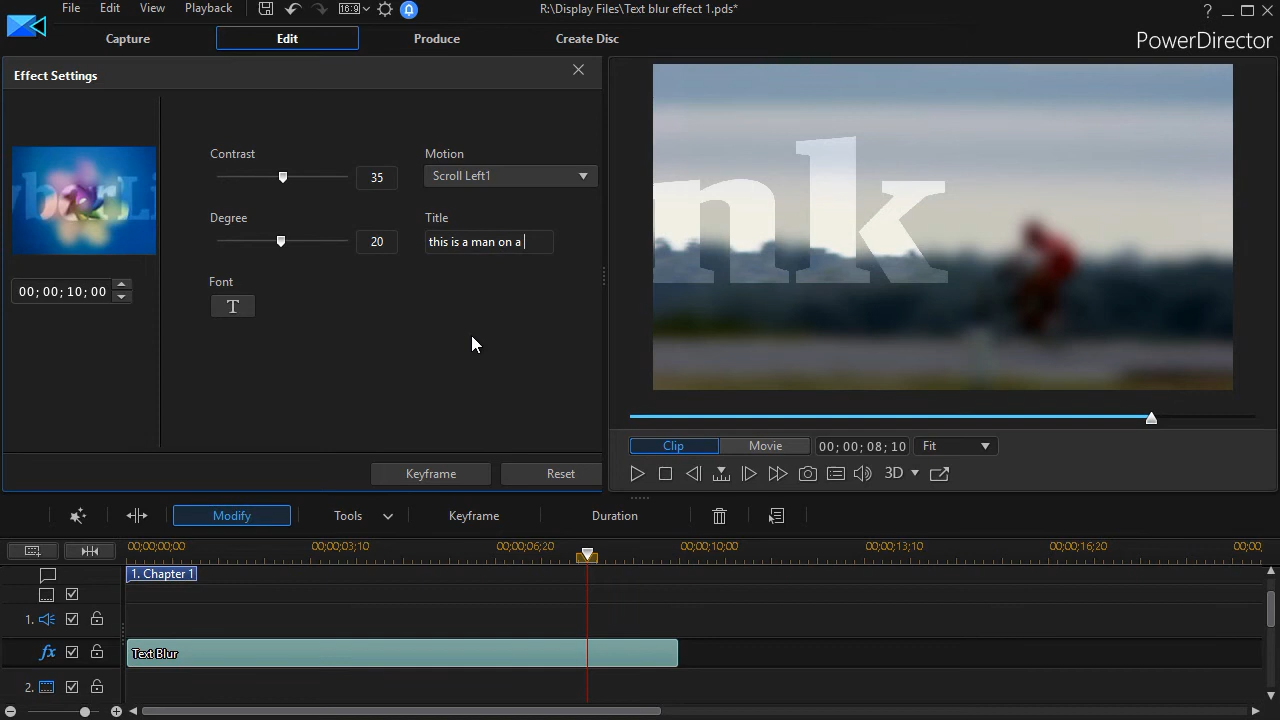 File Edit View Playback 16:9 R:\Display Files\Text blur effect 1.pds* ?
Capture Edit Produce Create Disc PowerDirector
Effect Settings
Contrast 35 Motion
Scroll Left1
Degree 20 Title
this is a man on a
Font
T
00; 00; 10; 00
yberLi
nk
Keyframe Reset
Clip Movie 00; 00; 08; 10 Fit
3D
Modify Tools Keyframe Duration
00;00;00;00 00;00;03;10 00;00;06;20 00;00;10;00 00;00;13;10 00;00;16;20 00;00;
1. Chapter 1
1.
fx Text Blur
2.